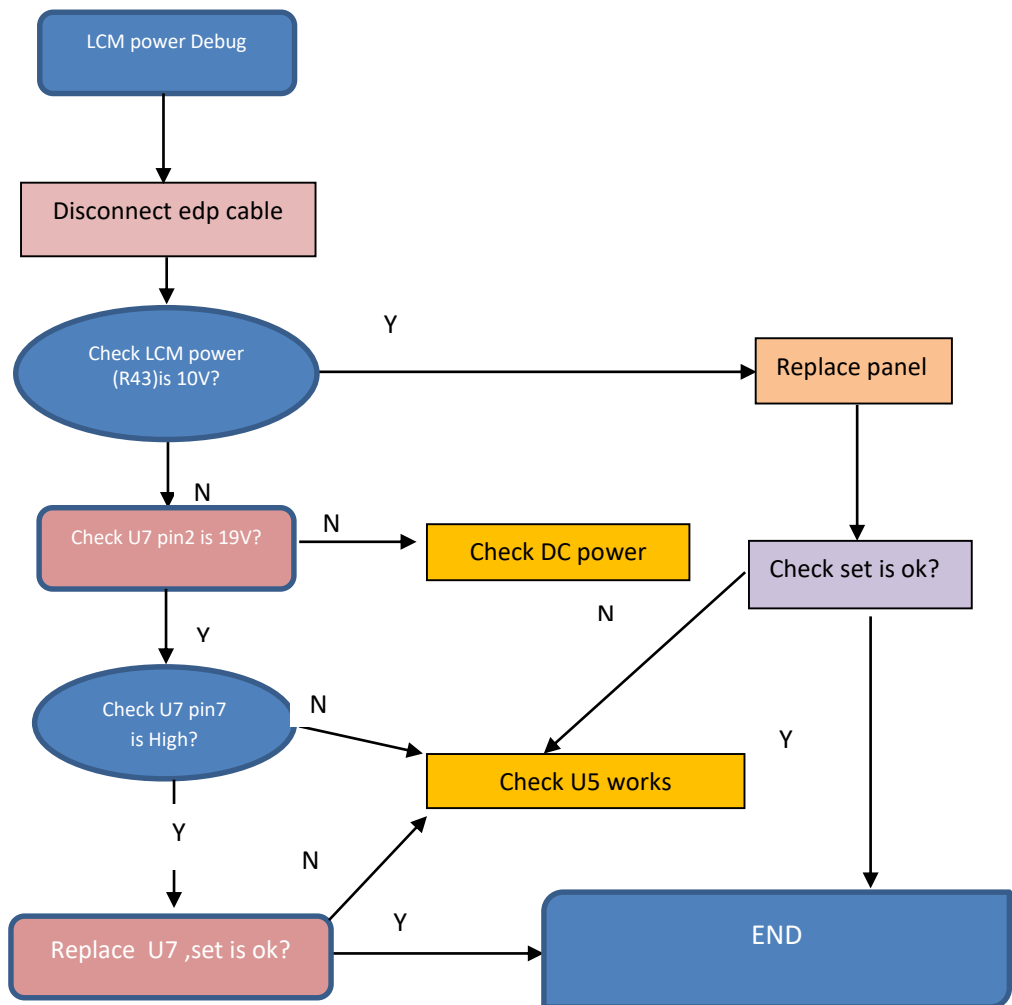 LCM power Debug
Disconnect edp cable
Y
Check LCM power
(R43)is 10V?
Replace panel
N
Check U7 pin2 is 19V?
N
Check DC power
Check set is ok?
N
Y
Check U7 pin7
is High?
N
Y
Check U5 works
Y
N
Replace  U7 ,set is ok?
Y
END